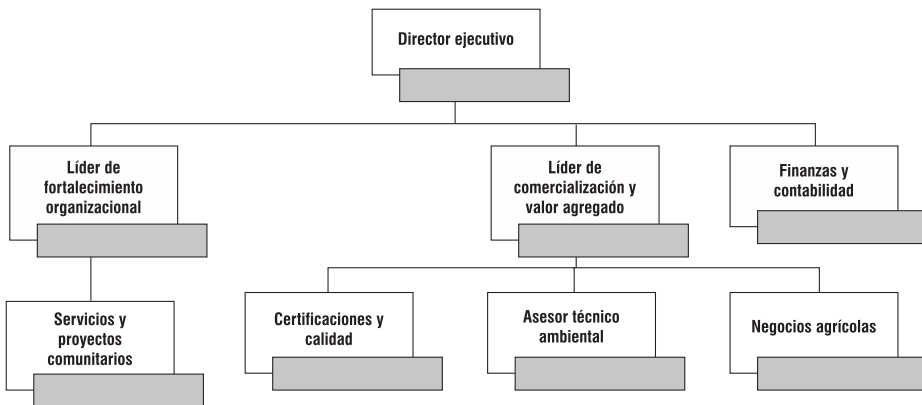 Director ejecutivo
Líder de
fortalecimiento
organizacional
Líder de
comercialización y
valor agregado
Finanzas y
contabilidad
Servicios y
proyectos
comunitarios
Certificaciones y
calidad
Asesor técnico
ambiental
Negocios agrícolas